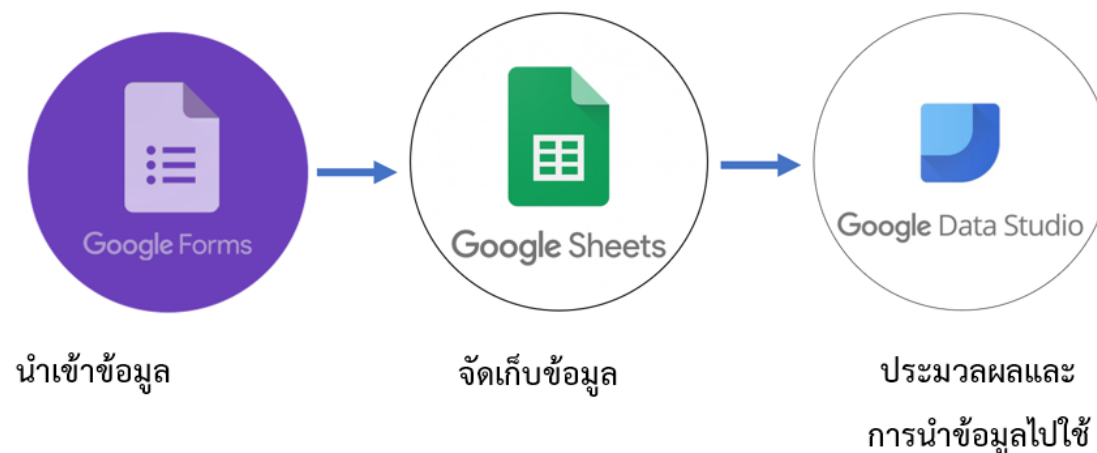 Google Forms
Google Sheets
Google Data Studio
นำเข้าข้อมูล
จัดเก็บข้อมูล
ประมวลผลและ
การนำข้อมูลไปใช้